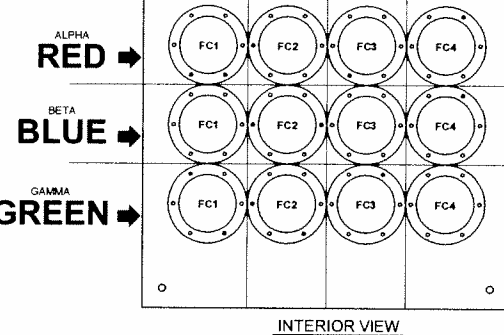 ALPHA
RED
FC1 FC2 FC3 FC4
BETA
BLUE
FC1 FC2 FC3 FC4
GAMMA
GREEN
FC1 FC2 FC3 FC4
INTERIOR VIEW